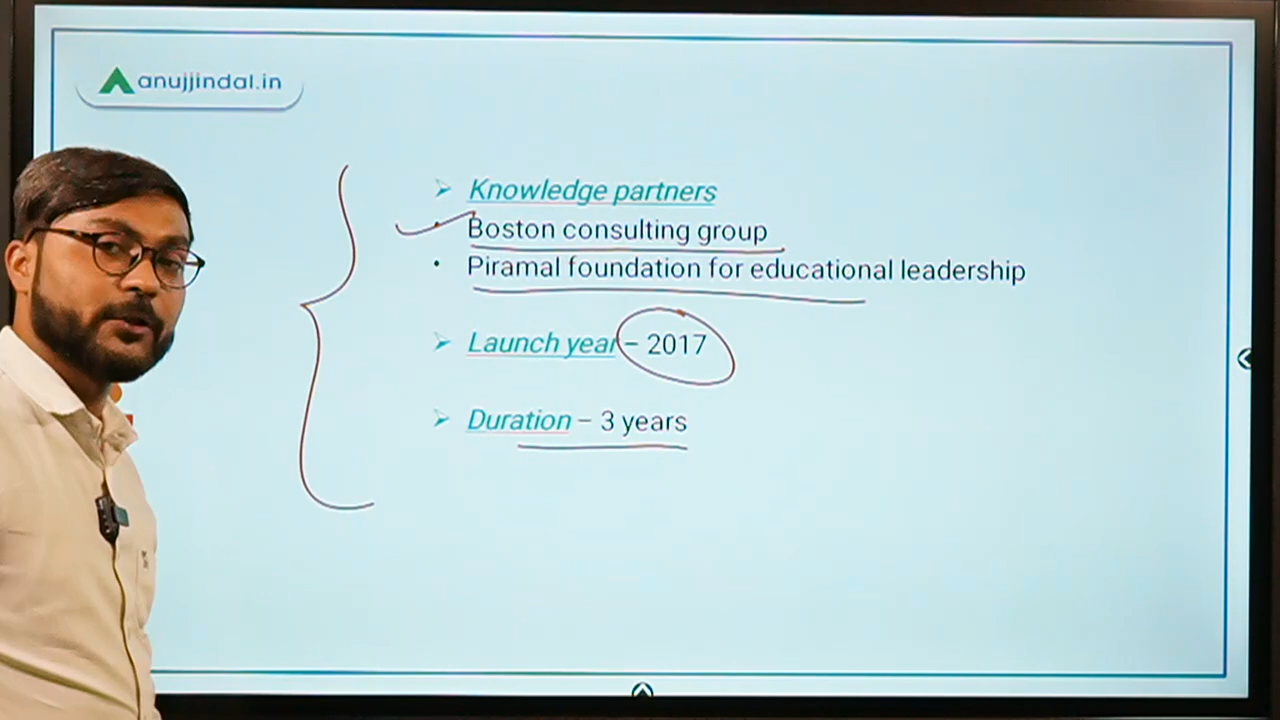 anujjindal.in
Knowledge partners
Boston consulting group
Piramal foundation for educational leadership
Launch year – 2017
Duration – 3 years